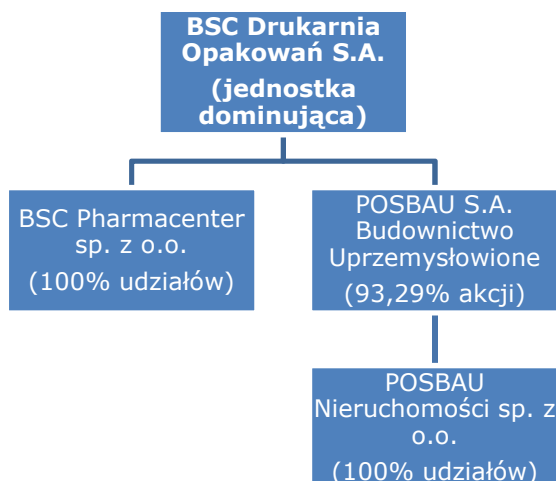 BSC Drukarnia
Opakowań S.A.
(jednostka
dominująca)
BSC Pharmacenter
sp. z o.o.
(100% udziałów)
POSBAU S.A.
Budownictwo
Uprzemysłowione
(93,29% akcji)
POSBAU
Nieruchomości sp. z
o.o.
(100% udziałów)